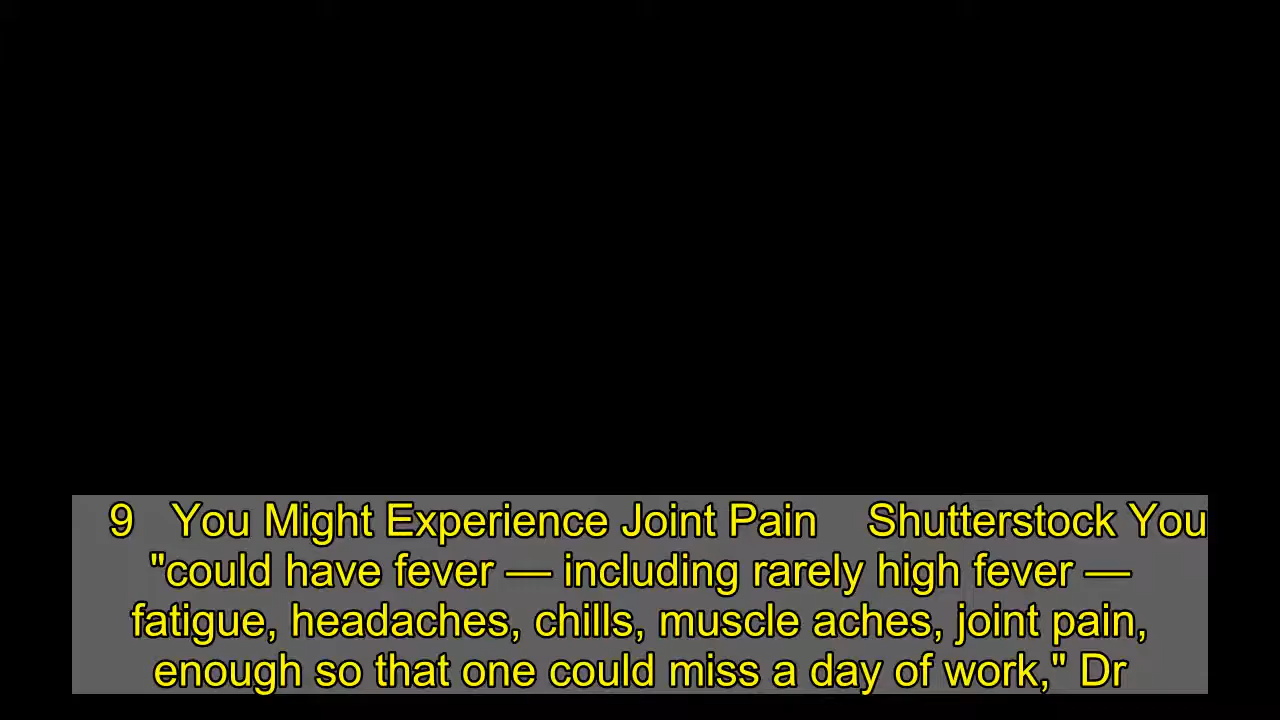 9 You Might Experience Joint Pain Shutterstock You
"could have fever — including rarely high fever —
fatigue, headaches, chills, muscle aches, joint pain,
enough so that one could miss a day of work," Dr